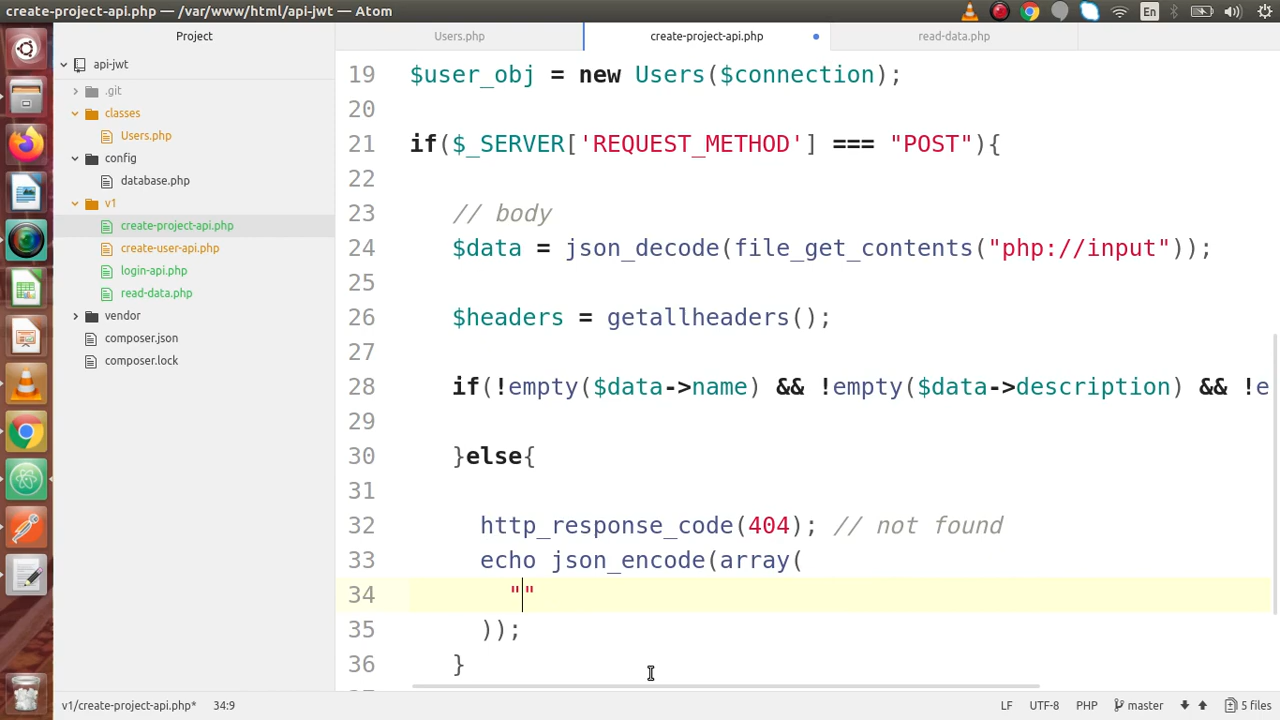 create-project-api.php — /var/www/html/api-jwt — Atom
En
Project
Users.php
create-project-api.php
read-data.php
api-jwt
.git
classes
Users.php
config
database.php
v1
create-project-api.php
create-user-api.php
login-api.php
read-data.php
vendor
composer.json
composer.lock
19 $user_obj = new Users($connection);
20
21 if($_SERVER['REQUEST_METHOD'] === "POST"){
22
23 // body
24 $data = json_decode(file_get_contents("php://input"));
25
26 $headers = getallheaders();
27
28 if(!empty($data->name) && !empty($data->description) && !e
29
30 }else{
31
32 http_response_code(404); // not found
33 echo json_encode(array(
34 ""
35 ));
36 }
v1/create-project-api.php* 34:9
LF UTF-8 PHP master 5 files